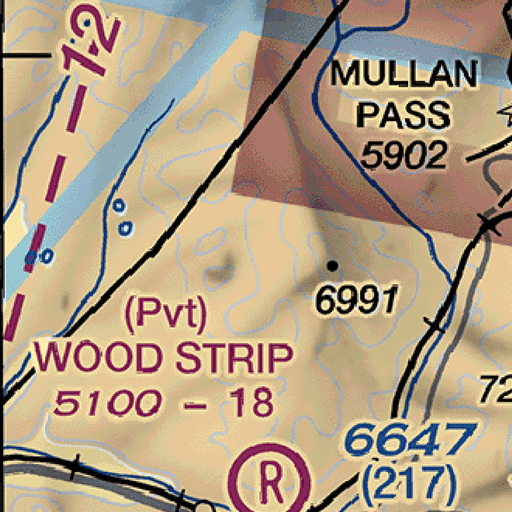 12
MULLAN
PASS
5902
6991
(Pvt)
WOOD STRIP
5100 - 18
72
6647
(217)
R